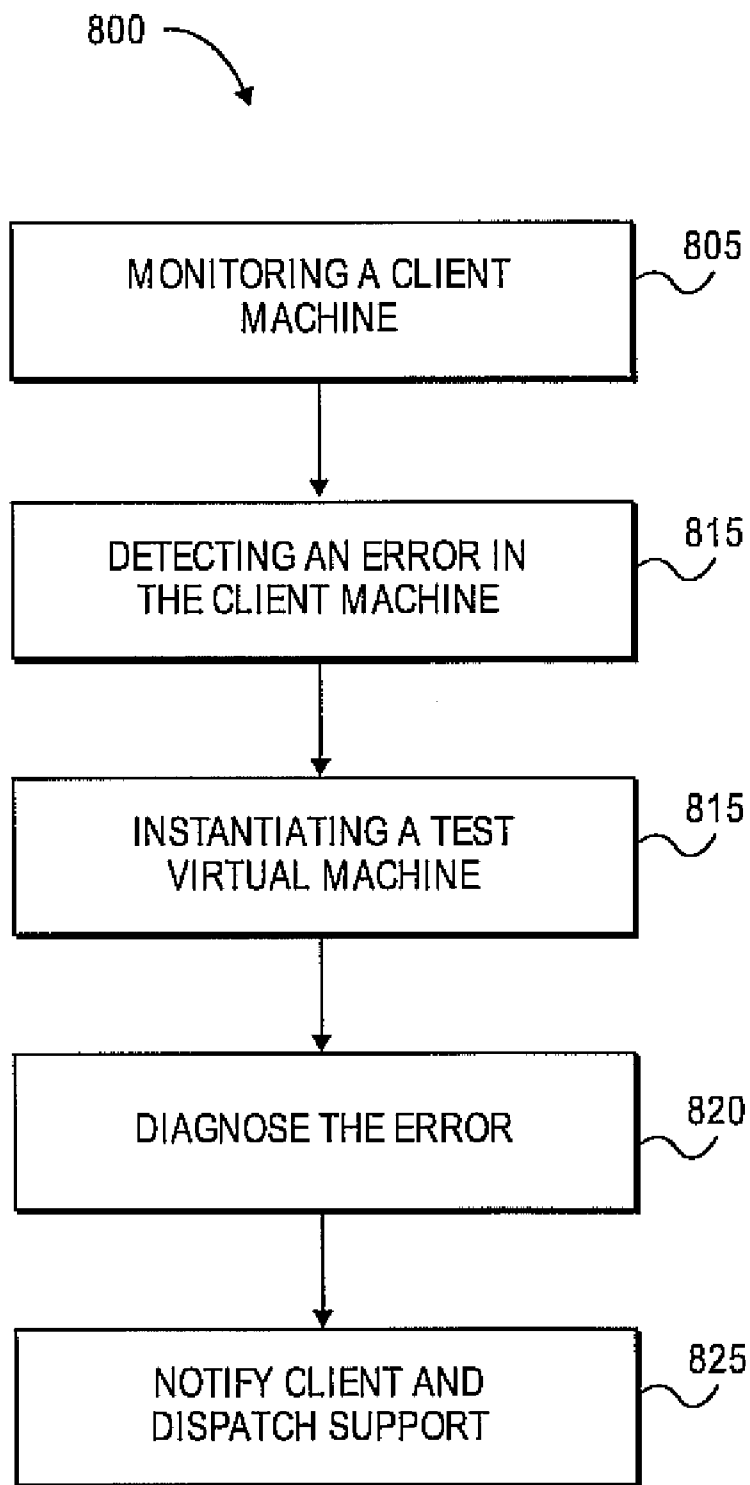 800
MONITORING A CLIENT
MACHINE
805
DETECTING AN ERROR IN
THE CLIENT MACHINE
815
INSTANTIATING A TEST
VIRTUAL MACHINE
815
DIAGNOSE THE ERROR
820
NOTIFY CLIENT AND
DISPATCH SUPPORT
825